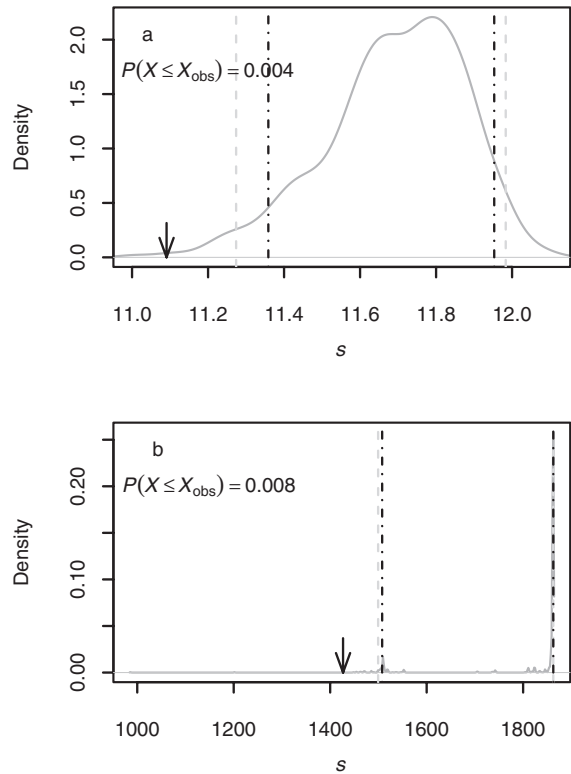 a
P(X ≤ Xobs) = 0.004
Density
0.0 0.5 1.0 1.5 2.0
11.0 11.2 11.4 11.6 11.8 12.0
s
b
P(X ≤ Xobs) = 0.008
Density
0.00 0.10 0.20
1000 1200 1400 1600 1800
s